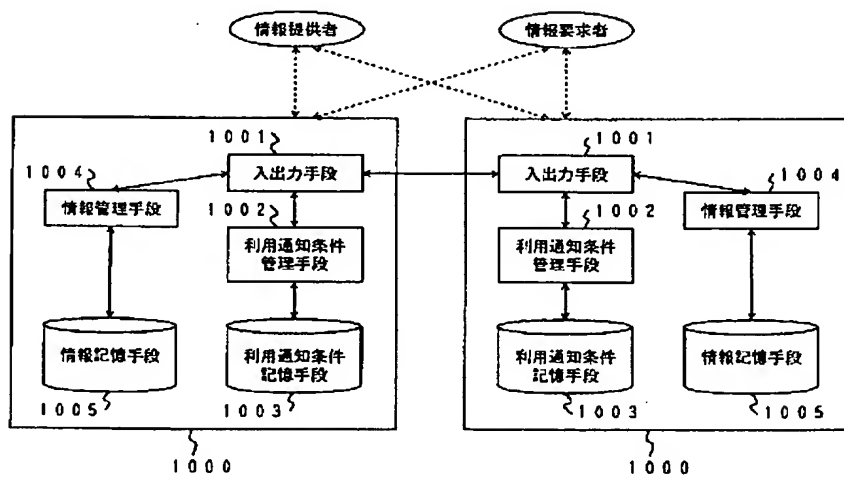 情報提供者
情報要求者
1001
入出力手段
1004
情報管理手段
1002
利用通知条件
管理手段
情報記憶手段
1005
利用通知条件
記憶手段
1003
1000
1001
入出力手段
1004
情報管理手段
1002
利用通知条件
管理手段
利用通知条件
記憶手段
1003
情報記憶手段
1005
1000